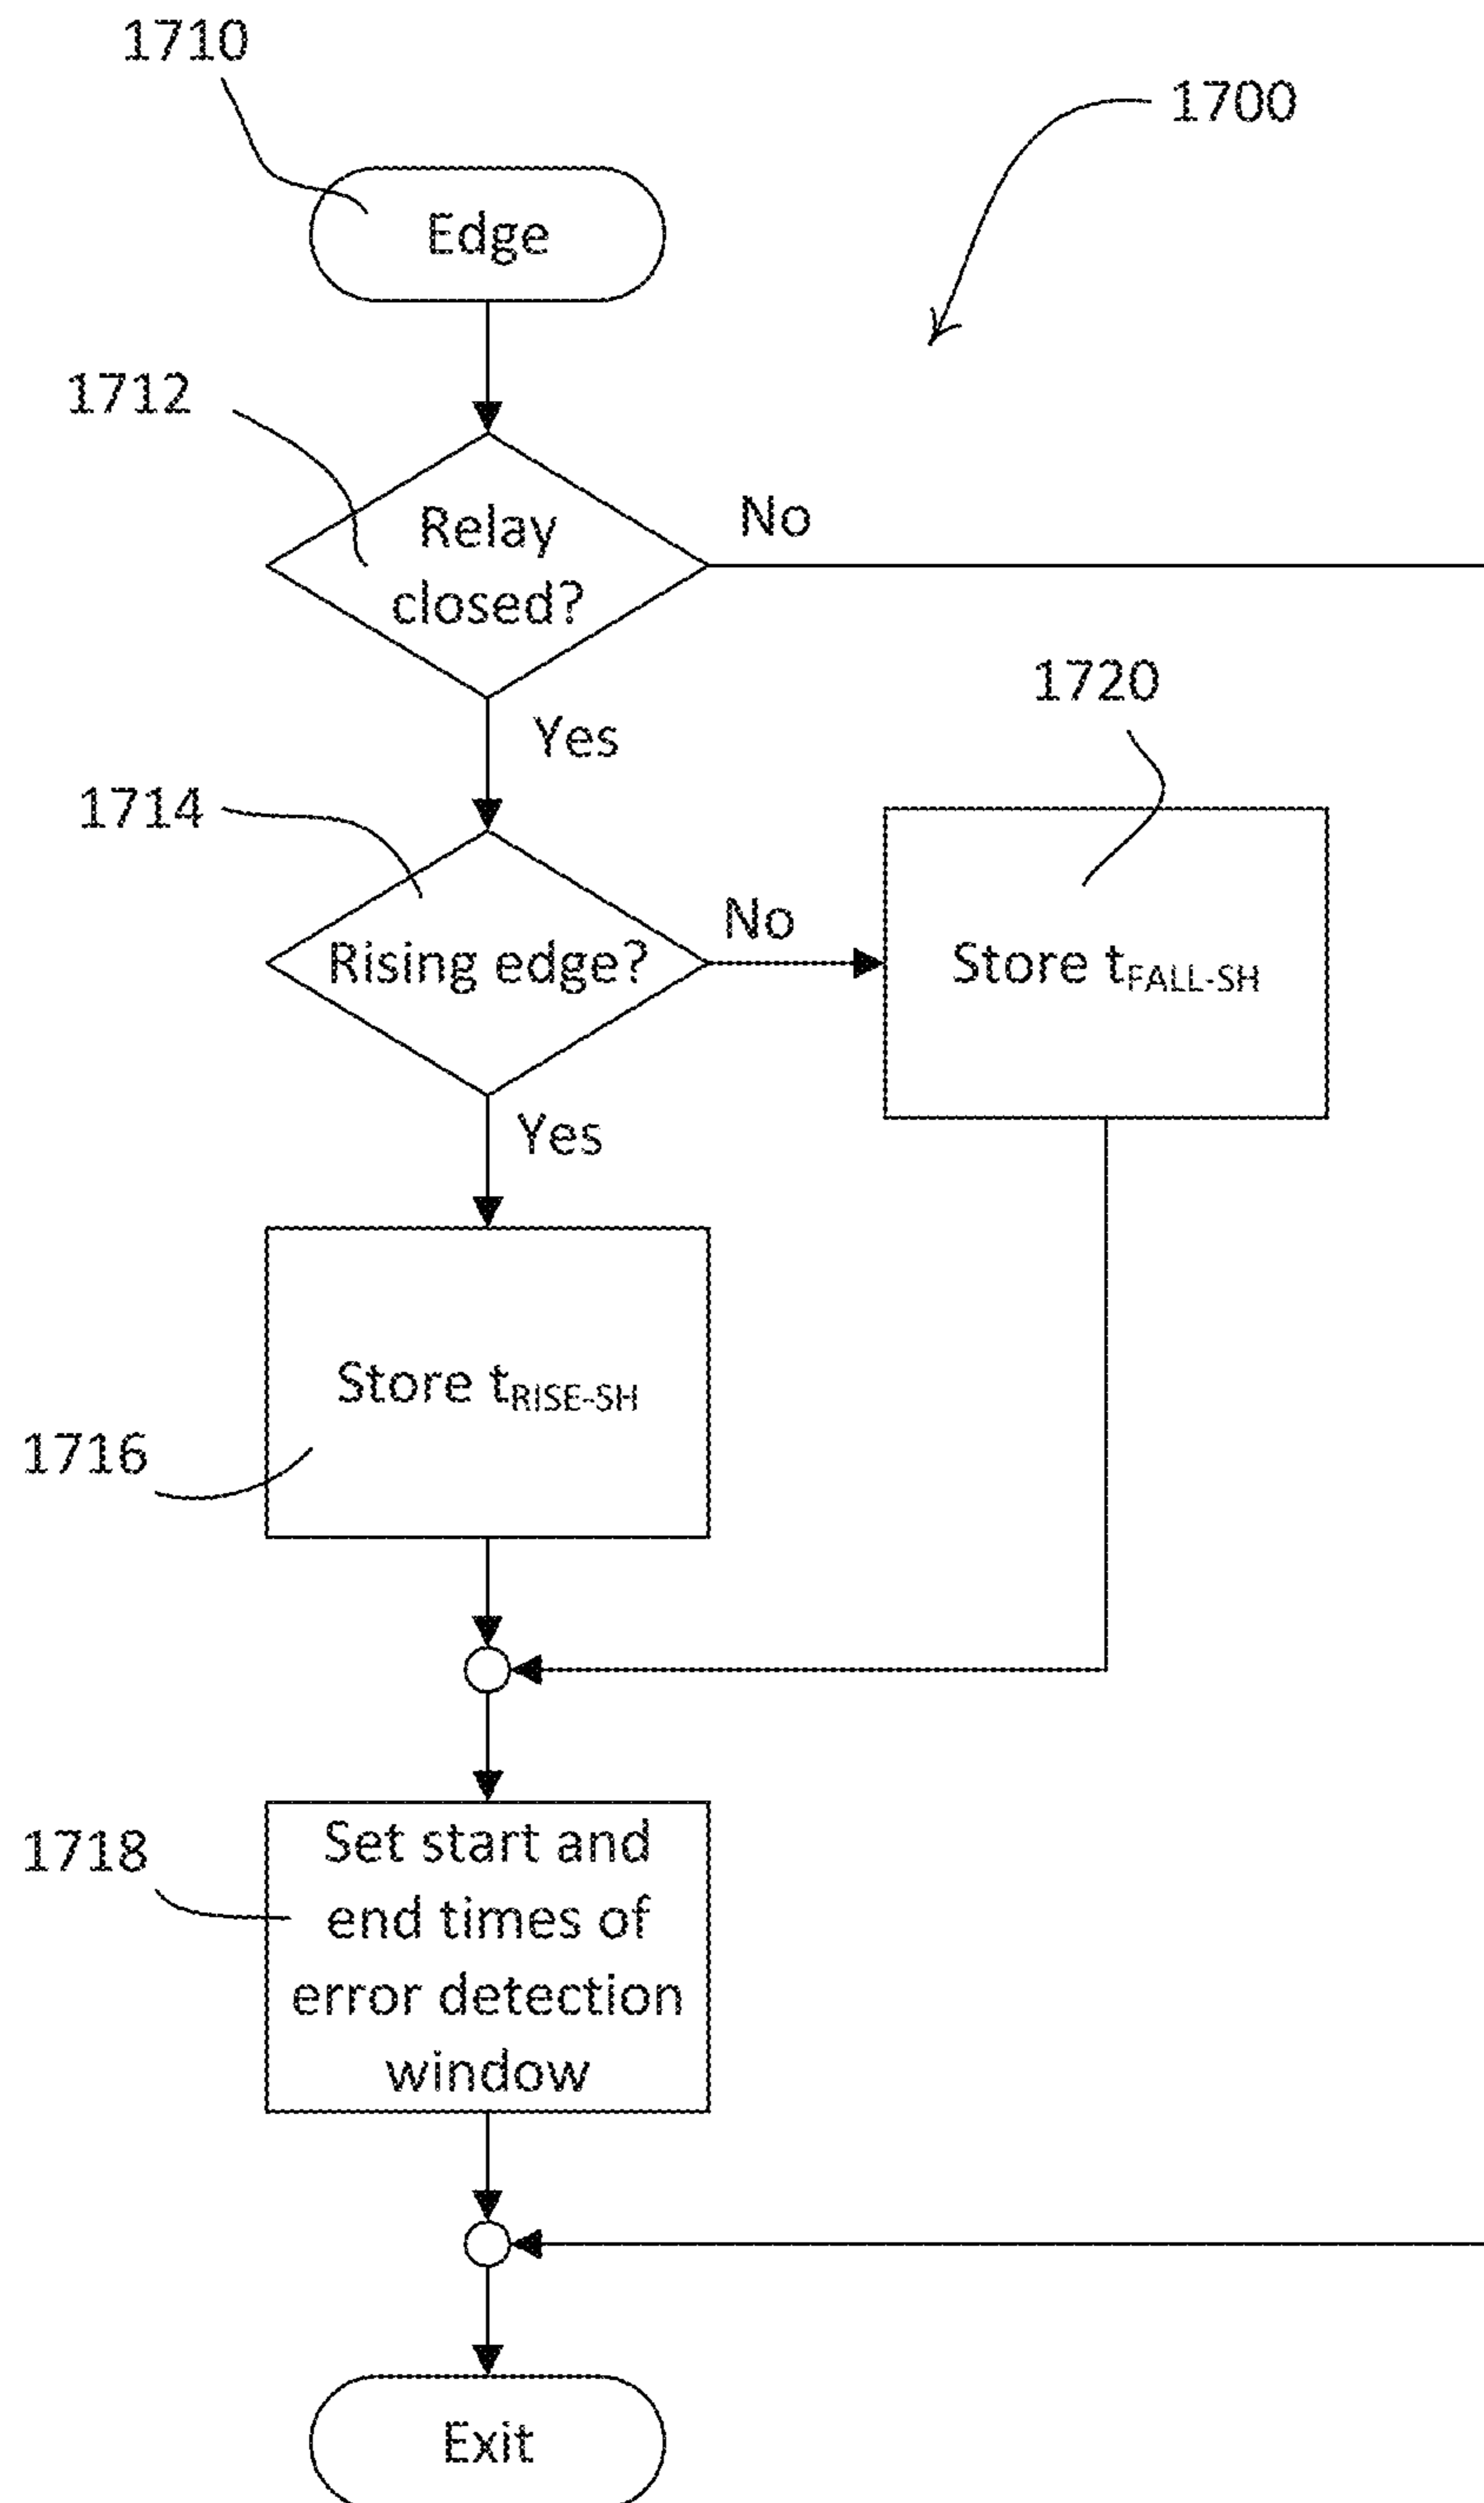 1710
1700
Edge
1712
Relay
closed?
No
Yes
1720
1714
Rising edge?
No
Store tFALL-SH
Yes
Store tRISE-SH
1716
1718
Set start and
end times of
error detection
window
Exit